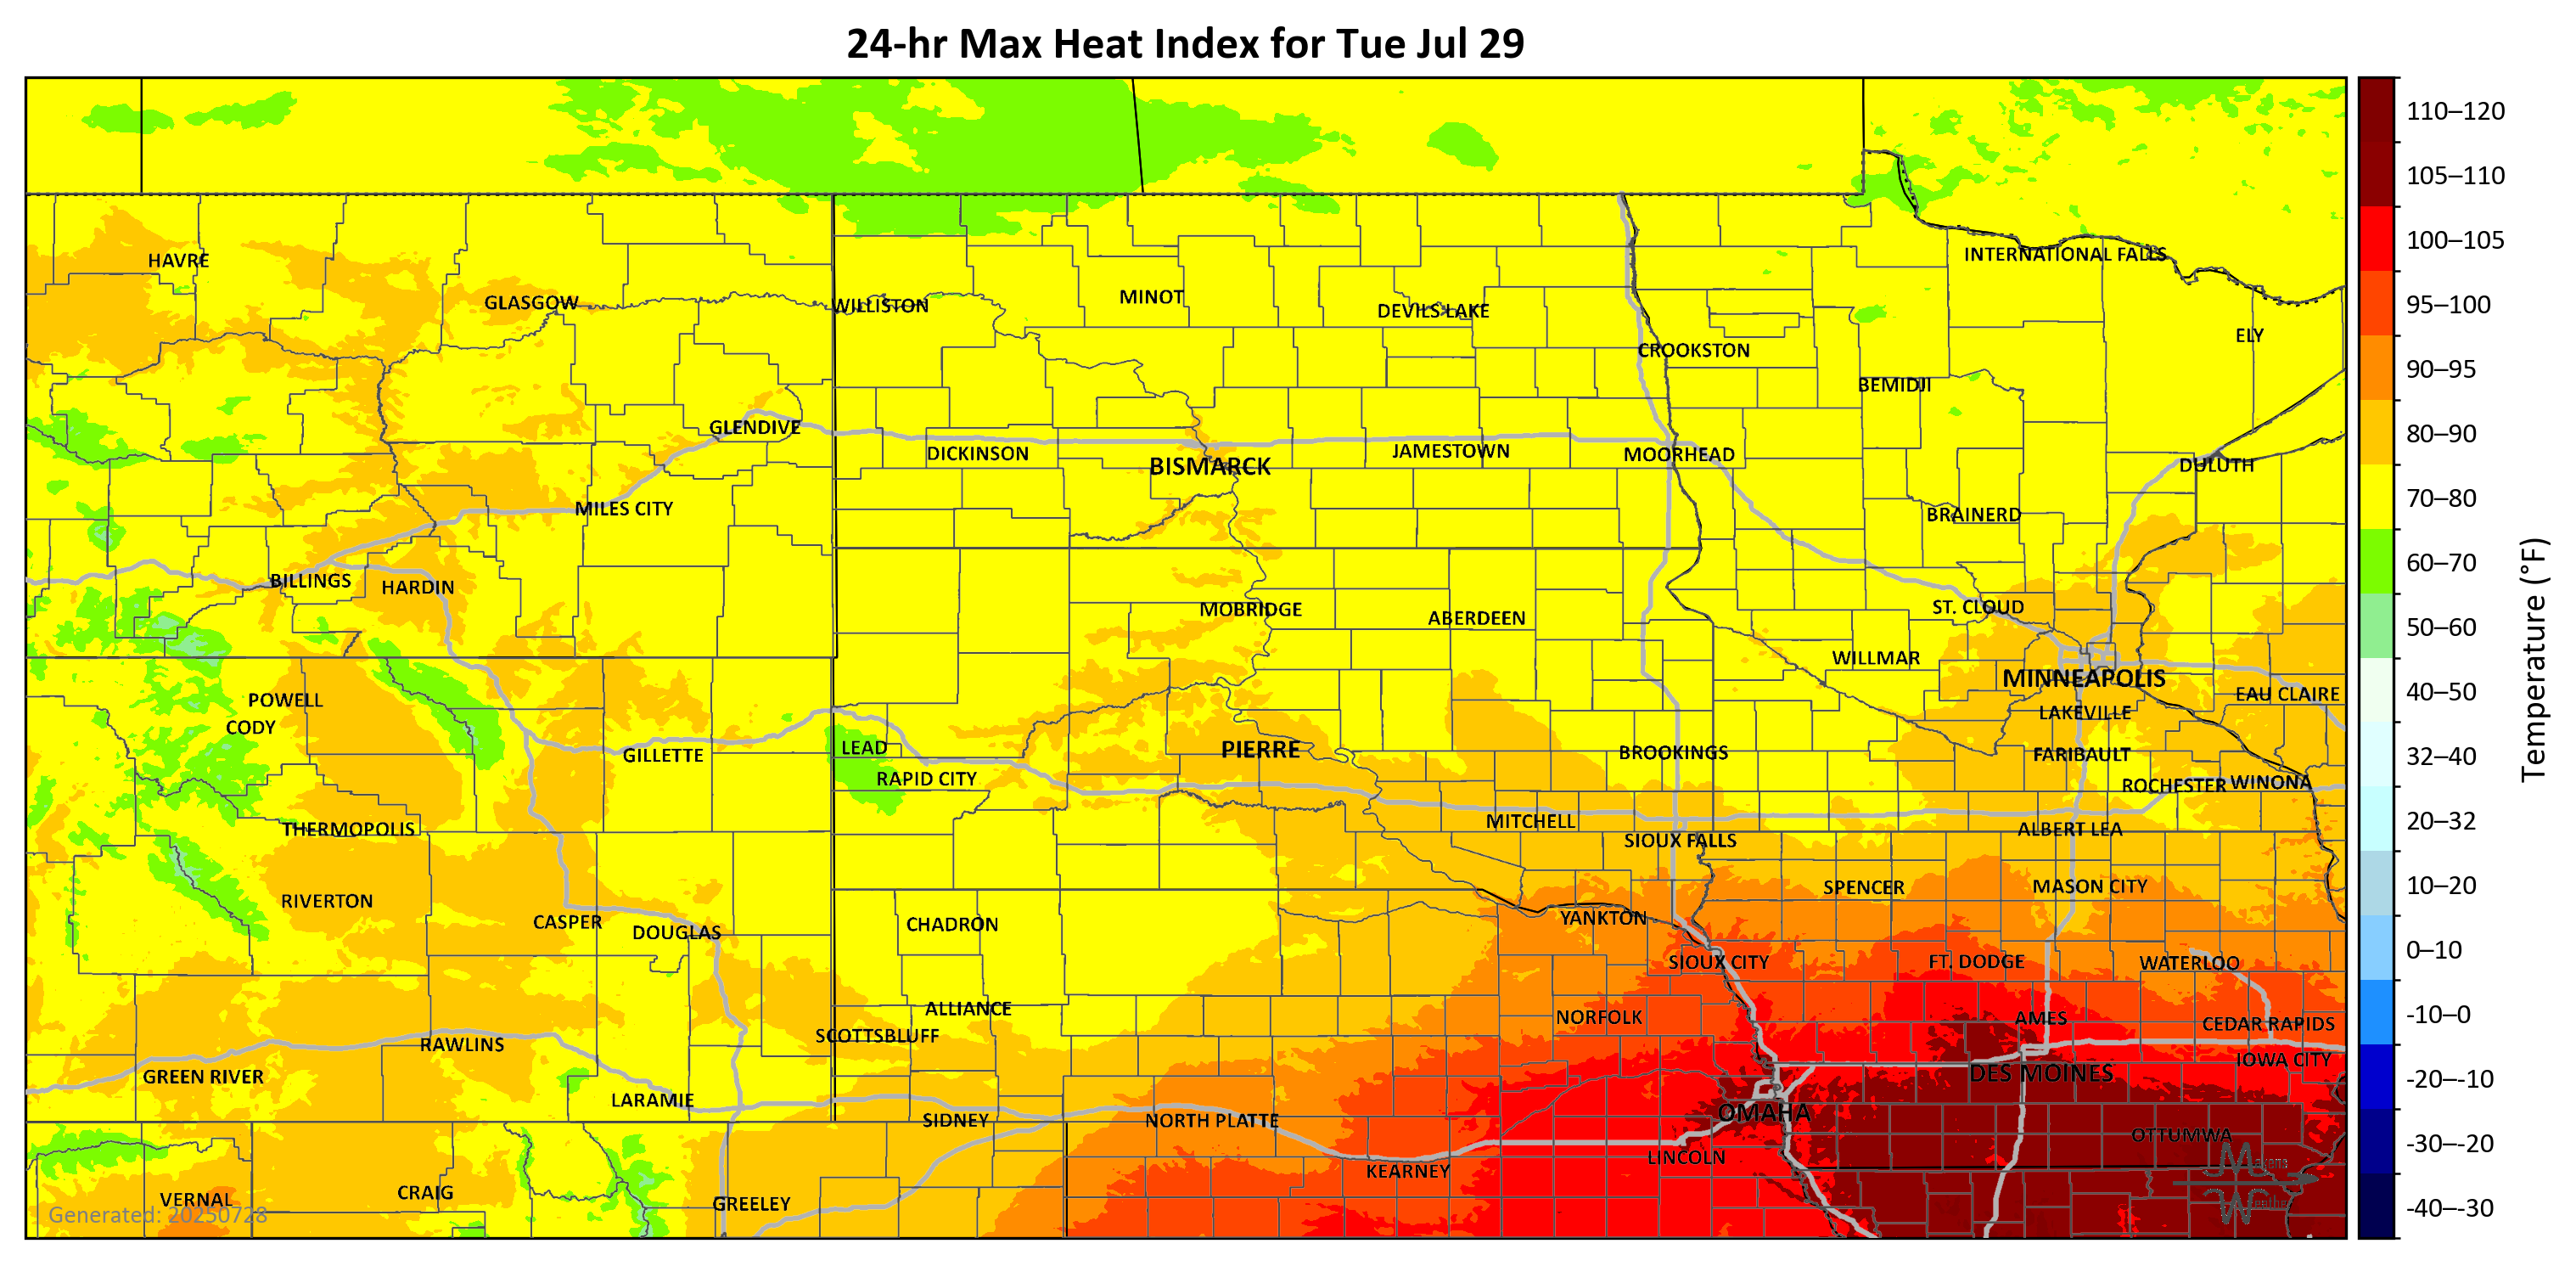 24-hr Max Heat Index for Tue Jul 29
110−120
105−110
100−105
95−100
90−95
80−90
70−80
60−70
50−60
40−50
32−40
20−32
10−20
0−10
-10−0
-20−-10
-30−-20
-40−-30
Temperature (°F)
HAVRE
INTERNATIONAL FALLS
GLASGOW
WILLISTON
MINOT
DEVILS LAKE
ELY
CROOKSTON
BEMIDJI
GLENDIVE
DICKINSON
BISMARCK
JAMESTOWN
MOORHEAD
DULUTH
MILES CITY
BRAINERD
BILLINGS
HARDIN
MOBRIDGE
ABERDEEN
ST. CLOUD
WILLMAR
MINNEAPOLIS
POWELL
EAU CLAIRE
CODY
LAKEVILLE
GILLETTE
LEAD
PIERRE
BROOKINGS
FARIBAULT
RAPID CITY
ROCHESTER
WINONA
THERMOPOLIS
MITCHELL
SIOUX FALLS
ALBERT LEA
RIVERTON
SPENCER
MASON CITY
CASPER
DOUGLAS
CHADRON
YANKTON
SIOUX CITY
FT. DODGE
WATERLOO
ALLIANCE
NORFOLK
AMES
CEDAR RAPIDS
SCOTTSBLUFF
RAWLINS
IOWA CITY
GREEN RIVER
DES MOINES
LARAMIE
SIDNEY
NORTH PLATTE
OMAHA
OTTUMWA
LINCOLN
KEARNEY
VERNAL
CRAIG
GREELEY
Generated: 20250728
Mavens
Weather